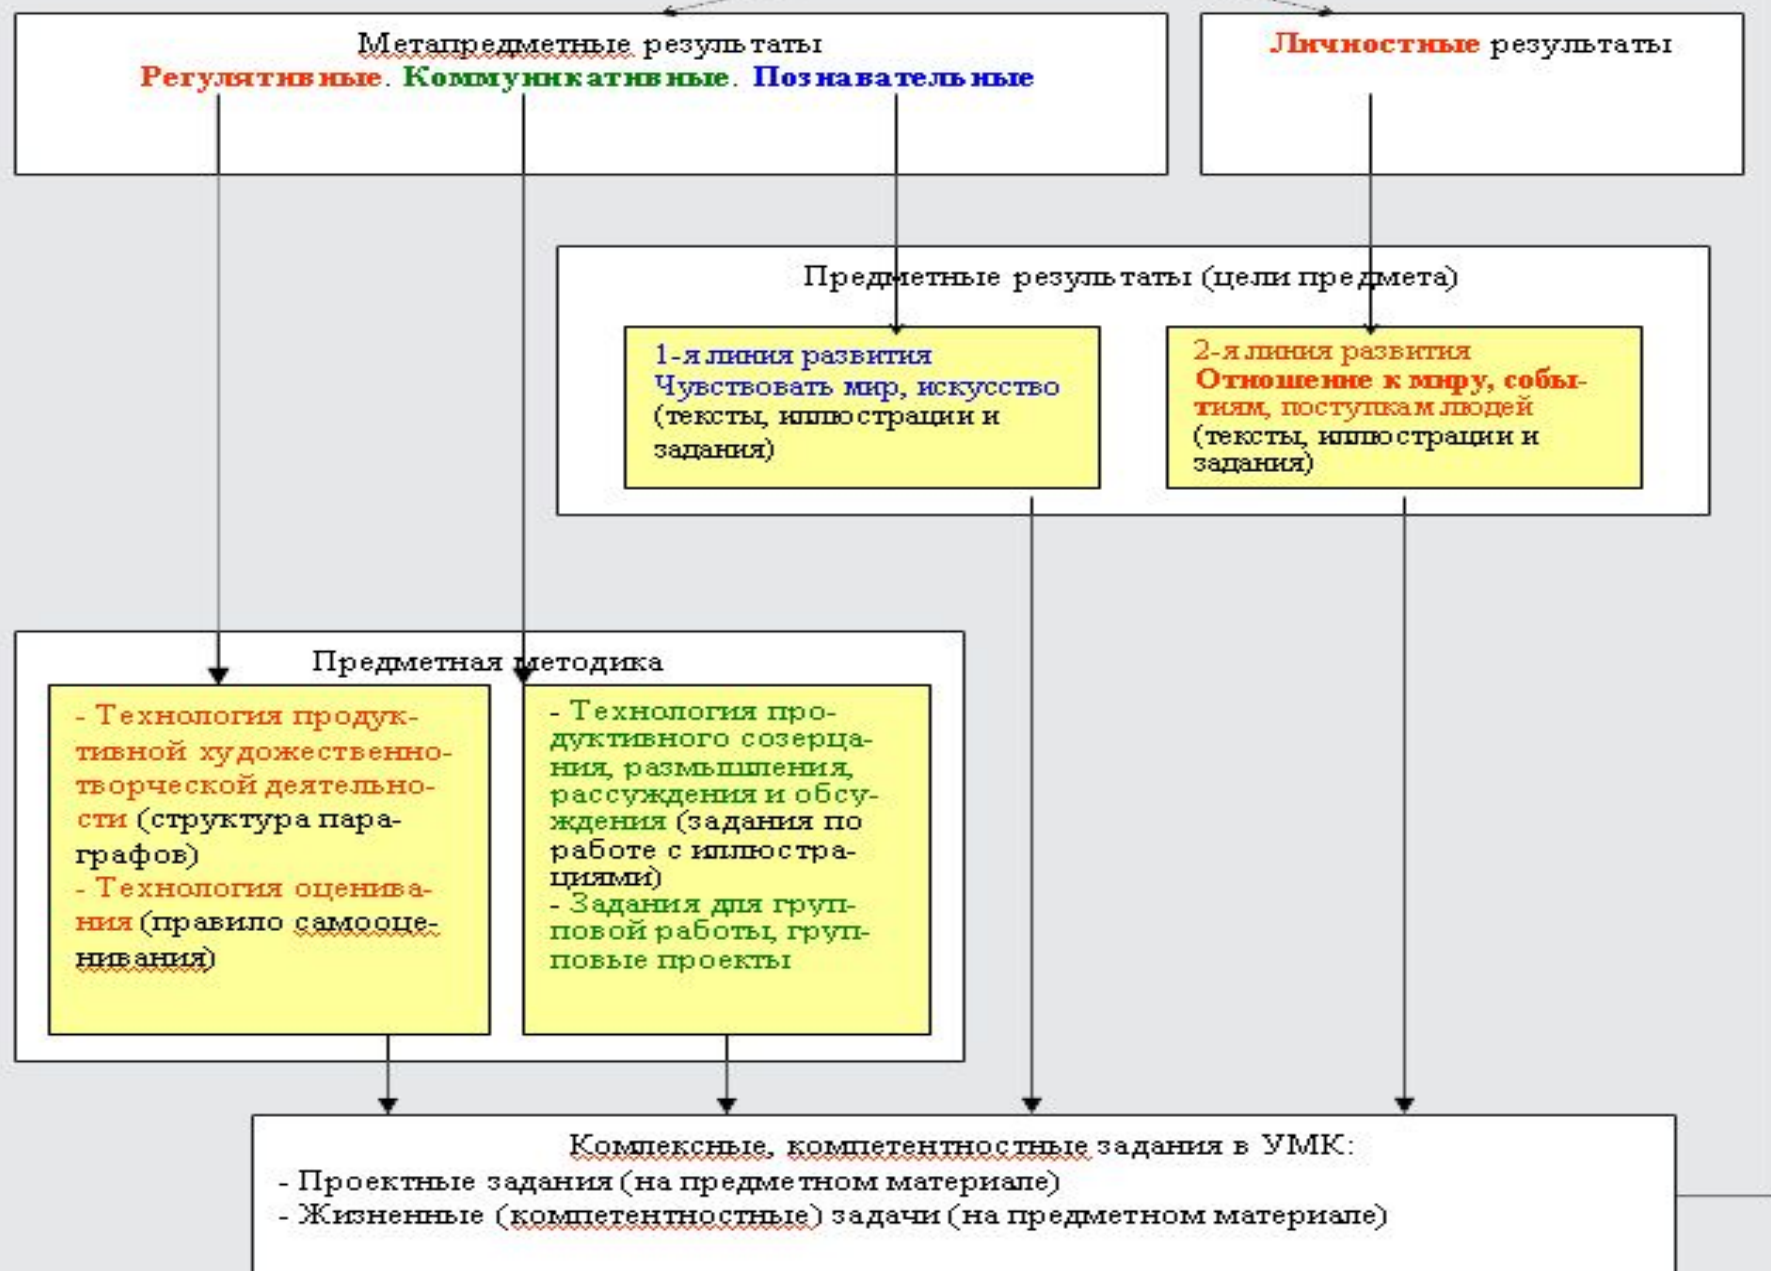 Метапредметные результаты
Регулятивные. Коммуникативные. Познавательные
Личностные результаты
Предметные результаты (цели предмета)
1-я линия развития
Чувствовать мир, искусство
(тексты, иллюстрации и
задания)
2-я линия развития
Отношение к миру, собы-
тиям, поступкам людей
(тексты, иллюстрации и
задания)
Предметная методика
- Технология продук-
тивной художественно-
творческой деятельно-
сти (структура пара-
графов)
- Технология оценива-
ния (правило самооце-
нивания)
- Технология про-
дуктивного созерца-
ния, размышления,
рассуждения и обсу-
ждения (задания по
работе с иллюстра-
циями)
- Задания для груп-
повой работы, груп-
повые проекты
Комлексные, компетентностные задания в УМК:
- Проектные задания (на предметном материале)
- Жизненные (компетентностные) задачи (на предметном материале)